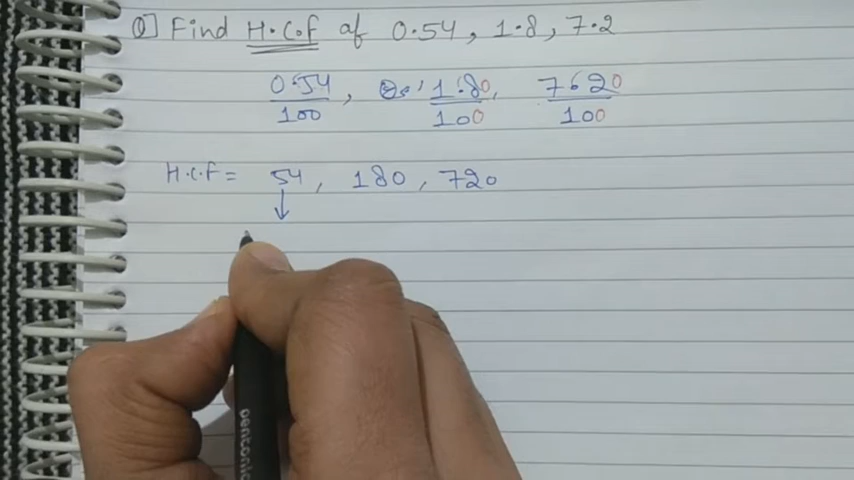 Q] Find H.C.F of 0.54, 1.8, 7.2
0.54, 1.80, 7.20
100 100 100
H.C.F = 54, 180, 720
pentonic